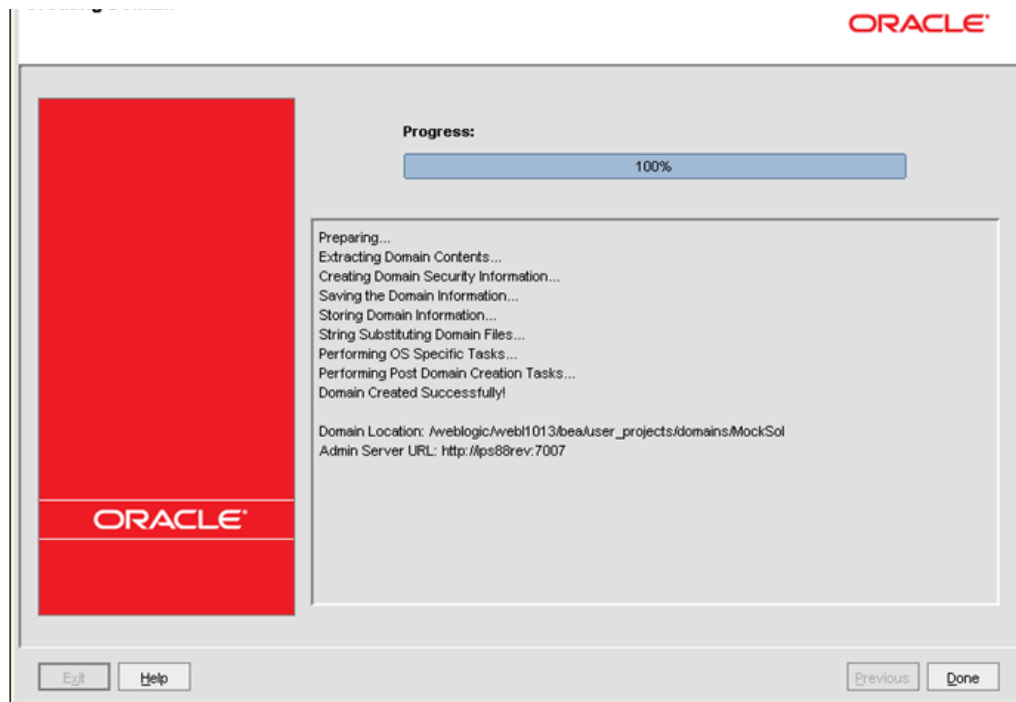 ORACLE
Progress:
100%
Preparing...
Extracting Domain Contents...
Creating Domain Security Information...
Saving the Domain Information...
Storing Domain Information...
String Substituting Domain Files...
Performing OS Specific Tasks...
Performing Post Domain Creation Tasks...
Domain Created Successfully!
Domain Location: /weblogic/webl1013/bea/user_projects/domains/MockSol
Admin Server URL: http://lps88rev:7007
ORACLE
Exit Help Previous Done